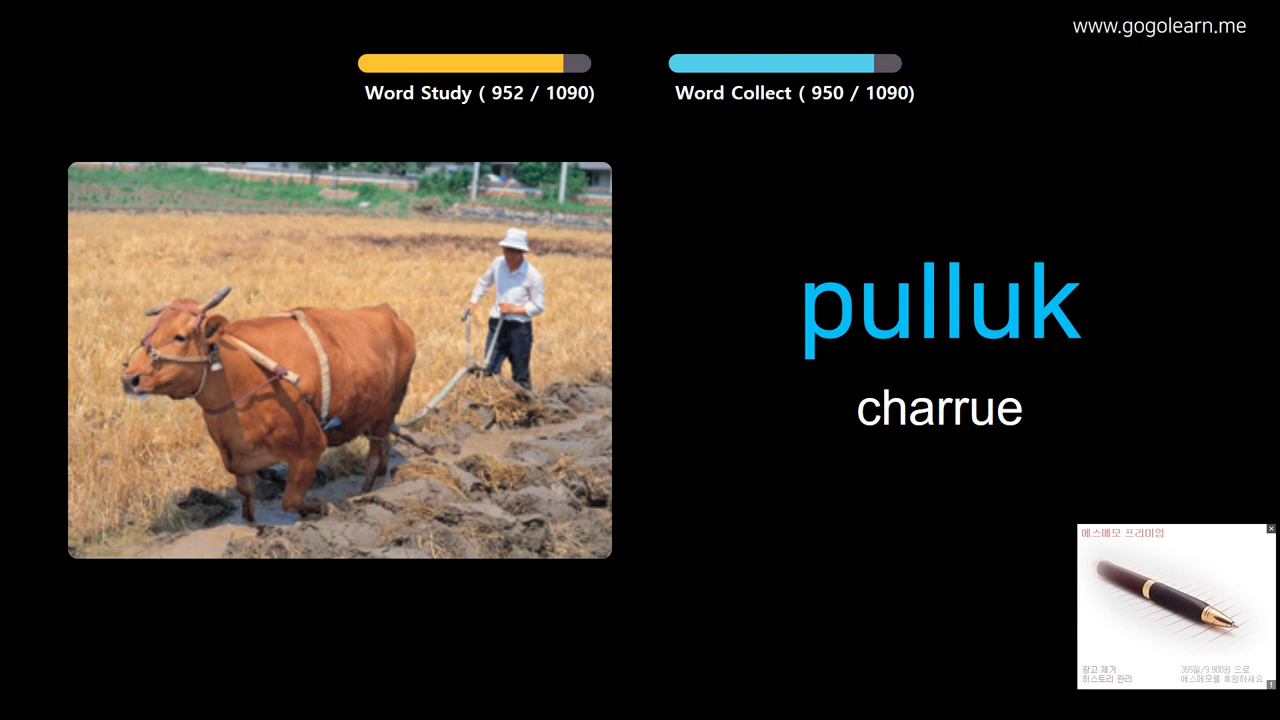 www.gogolearn.me
Word Study ( 952 / 1090)
Word Collect ( 950 / 1090)
pulluk
charrue
에스메모 프리미엄
광고 제거
히스토리 관리
365일/9,900원 으로
에스메모를 후원하세요